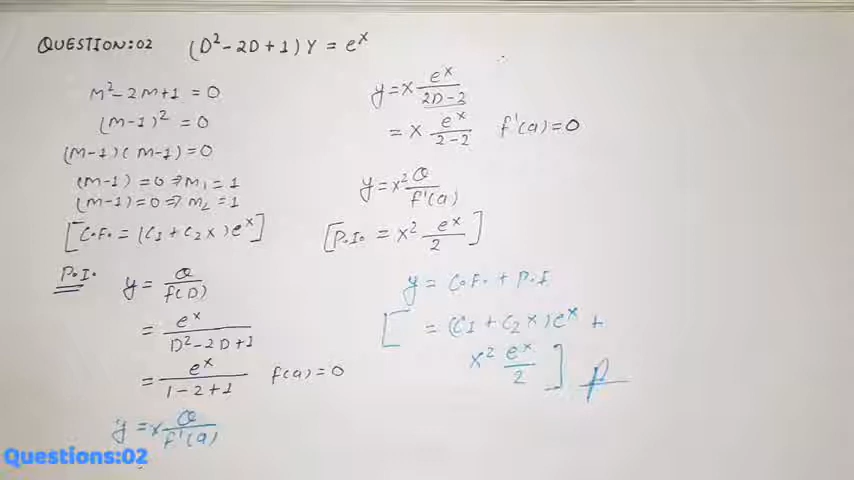 QUESTION:02 (D² - 2D + 1) Y = eˣ
m² - 2m + 1 = 0
(m-1)² = 0
(m-1)(m-1) = 0
(m-1) = 0 ⇒ m₁ = 1
(m-1) = 0 ⇒ m₂ = 1
[C.F. = (C₁ + C₂x) eˣ]
P.I. y = Q / f(D)
= eˣ / D² - 2D + 1
= eˣ / 1 - 2 + 1 f(a) = 0
y = x Q / f'(a)
y = x eˣ / 2D - 2
= x eˣ / 2 - 2 f'(a) = 0
y = x² Q / f'(a)
[P.I. = x² eˣ / 2]
y = C.F. + P.I
[ = (C₁ + C₂x) eˣ +
x² eˣ / 2 ]
Questions:02